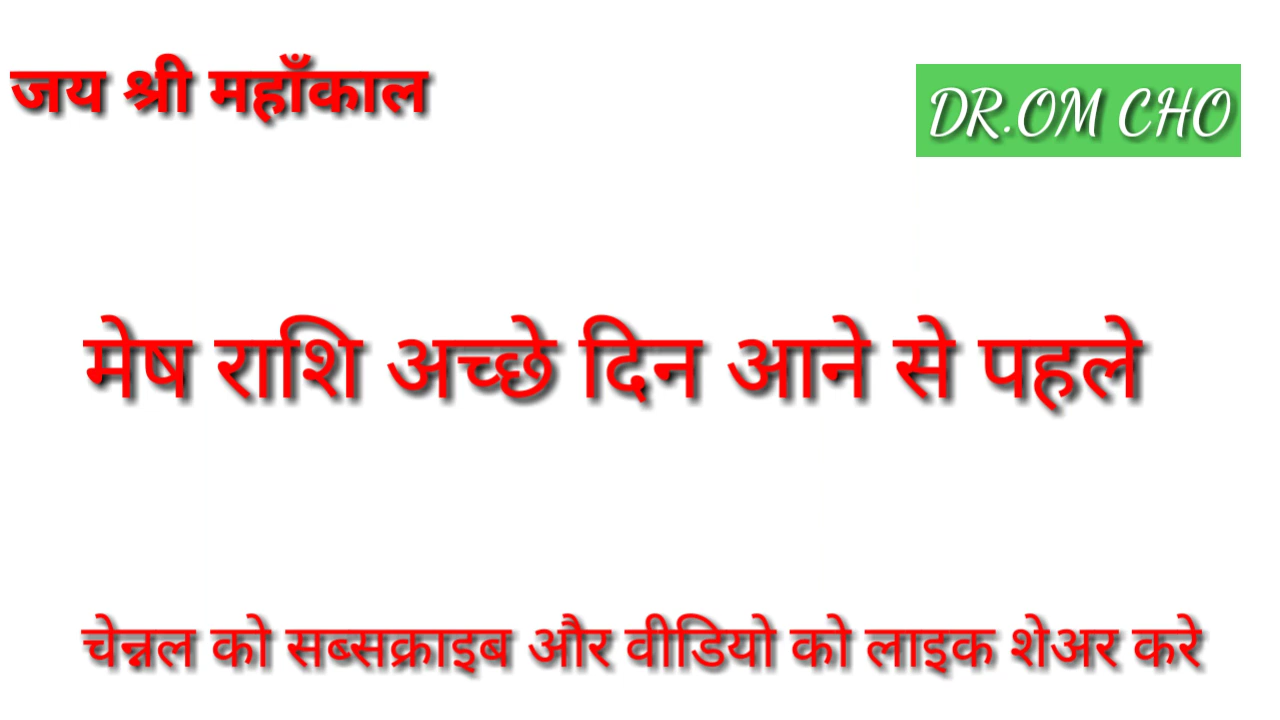 जय श्री महाँकाल
DR.OM CHO
मेष राशि अच्छे दिन आने से पहले
चेन्नल को सब्सक्राइब और वीडियो को लाइक शेअर करे